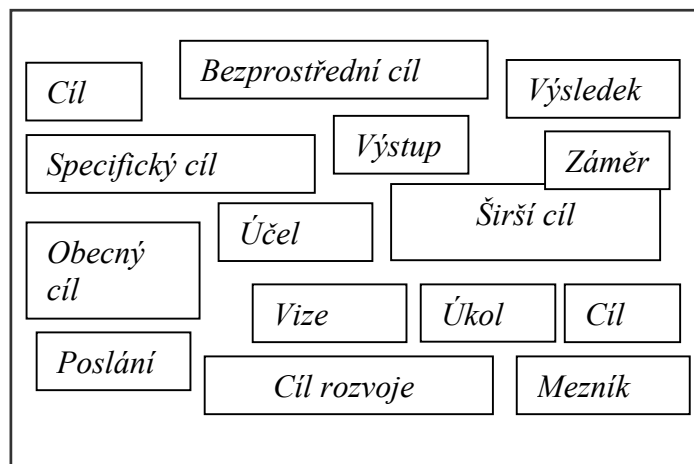 Bezprostřední cíl
Cíl
Výsledek
Výstup
Specifický cíl
Záměr
Širší cíl
Účel
Obecný
cíl
Vize
Úkol
Cíl
Poslání
Cíl rozvoje
Mezník